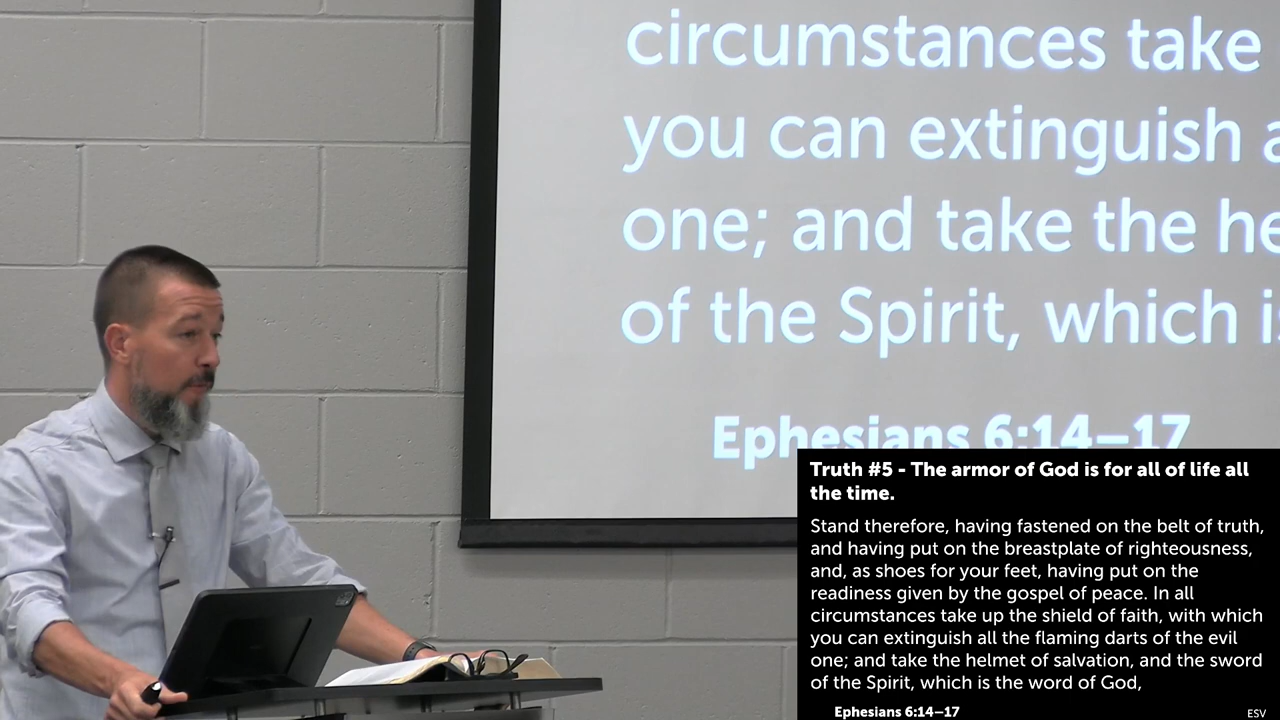 circumstances take
you can extinguish a
one; and take the he
of the Spirit, which is
Ephesians 6:14–17
Truth #5 - The armor of God is for all of life all
the time.
Stand therefore, having fastened on the belt of truth,
and having put on the breastplate of righteousness,
and, as shoes for your feet, having put on the
readiness given by the gospel of peace. In all
circumstances take up the shield of faith, with which
you can extinguish all the flaming darts of the evil
one; and take the helmet of salvation, and the sword
of the Spirit, which is the word of God,
Ephesians 6:14–17
ESV